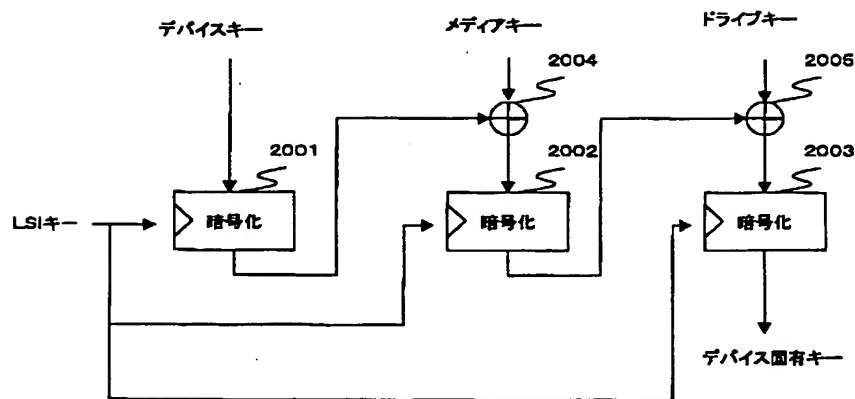 デバイスキー
メディアキー
ドライブキー
2004
2005
2001
2002
2003
LSIキー
暗号化
暗号化
暗号化
デバイス固有キー